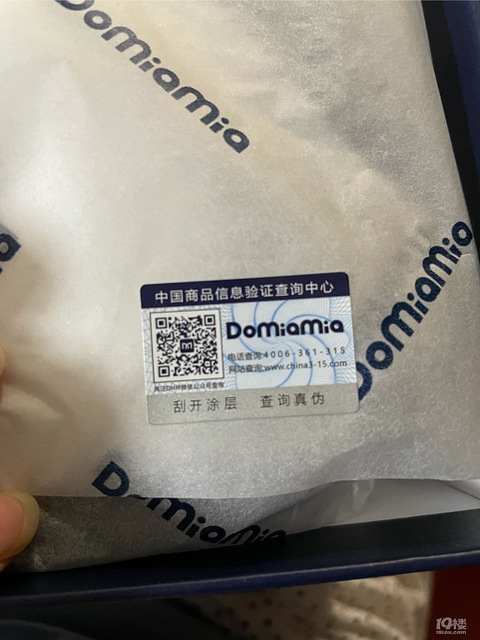 DoMiaMia
中国商品信息验证查询中心
DoMiaMia
电话查询:4006-361-315
网站查询:www.china3-15.com
刮开涂层 查询真伪
DoMiaMia
DoMiaMia
19楼
19lou.com